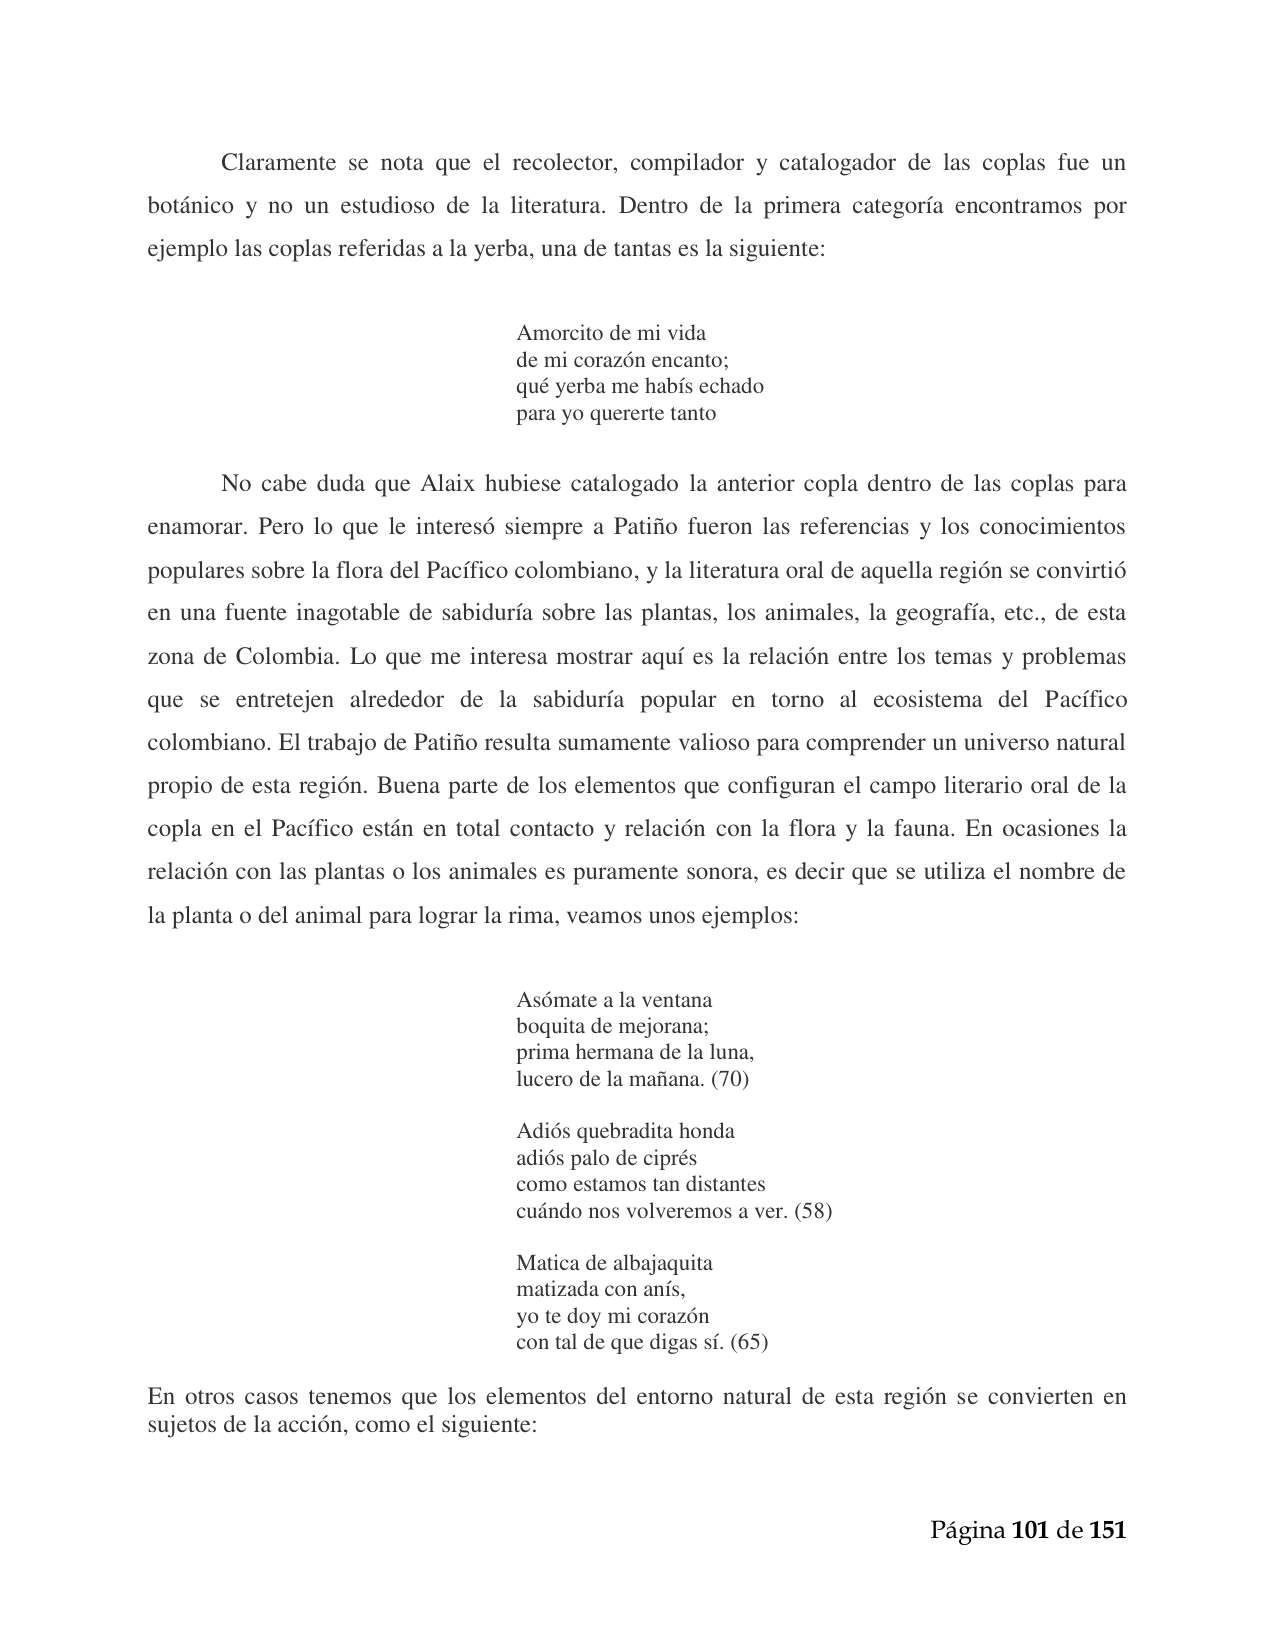 Claramente se nota que el recolector, compilador y catalogador de las coplas fue un
botánico y no un estudioso de la literatura. Dentro de la primera categoría encontramos por
ejemplo las coplas referidas a la yerba, una de tantas es la siguiente:
Amorcito de mi vida
de mi corazón encanto;
qué yerba me habís echado
para yo quererte tanto
No cabe duda que Alaix hubiese catalogado la anterior copla dentro de las coplas para
enamorar. Pero lo que le interesó siempre a Patiño fueron las referencias y los conocimientos
populares sobre la flora del Pacífico colombiano, y la literatura oral de aquella región se convirtió
en una fuente inagotable de sabiduría sobre las plantas, los animales, la geografía, etc., de esta
zona de Colombia. Lo que me interesa mostrar aquí es la relación entre los temas y problemas
que se entretejen alrededor de la sabiduría popular en torno al ecosistema del Pacífico
colombiano. El trabajo de Patiño resulta sumamente valioso para comprender un universo natural
propio de esta región. Buena parte de los elementos que configuran el campo literario oral de la
copla en el Pacífico están en total contacto y relación con la flora y la fauna. En ocasiones la
relación con las plantas o los animales es puramente sonora, es decir que se utiliza el nombre de
la planta o del animal para lograr la rima, veamos unos ejemplos:
Asómate a la ventana
boquita de mejorana;
prima hermana de la luna,
lucero de la mañana. (70)
Adiós quebradita honda
adiós palo de ciprés
como estamos tan distantes
cuándo nos volveremos a ver. (58)
Matica de albajaquita
matizada con anís,
yo te doy mi corazón
con tal de que digas sí. (65)
En otros casos tenemos que los elementos del entorno natural de esta región se convierten en
sujetos de la acción, como el siguiente:
Página 101 de 151